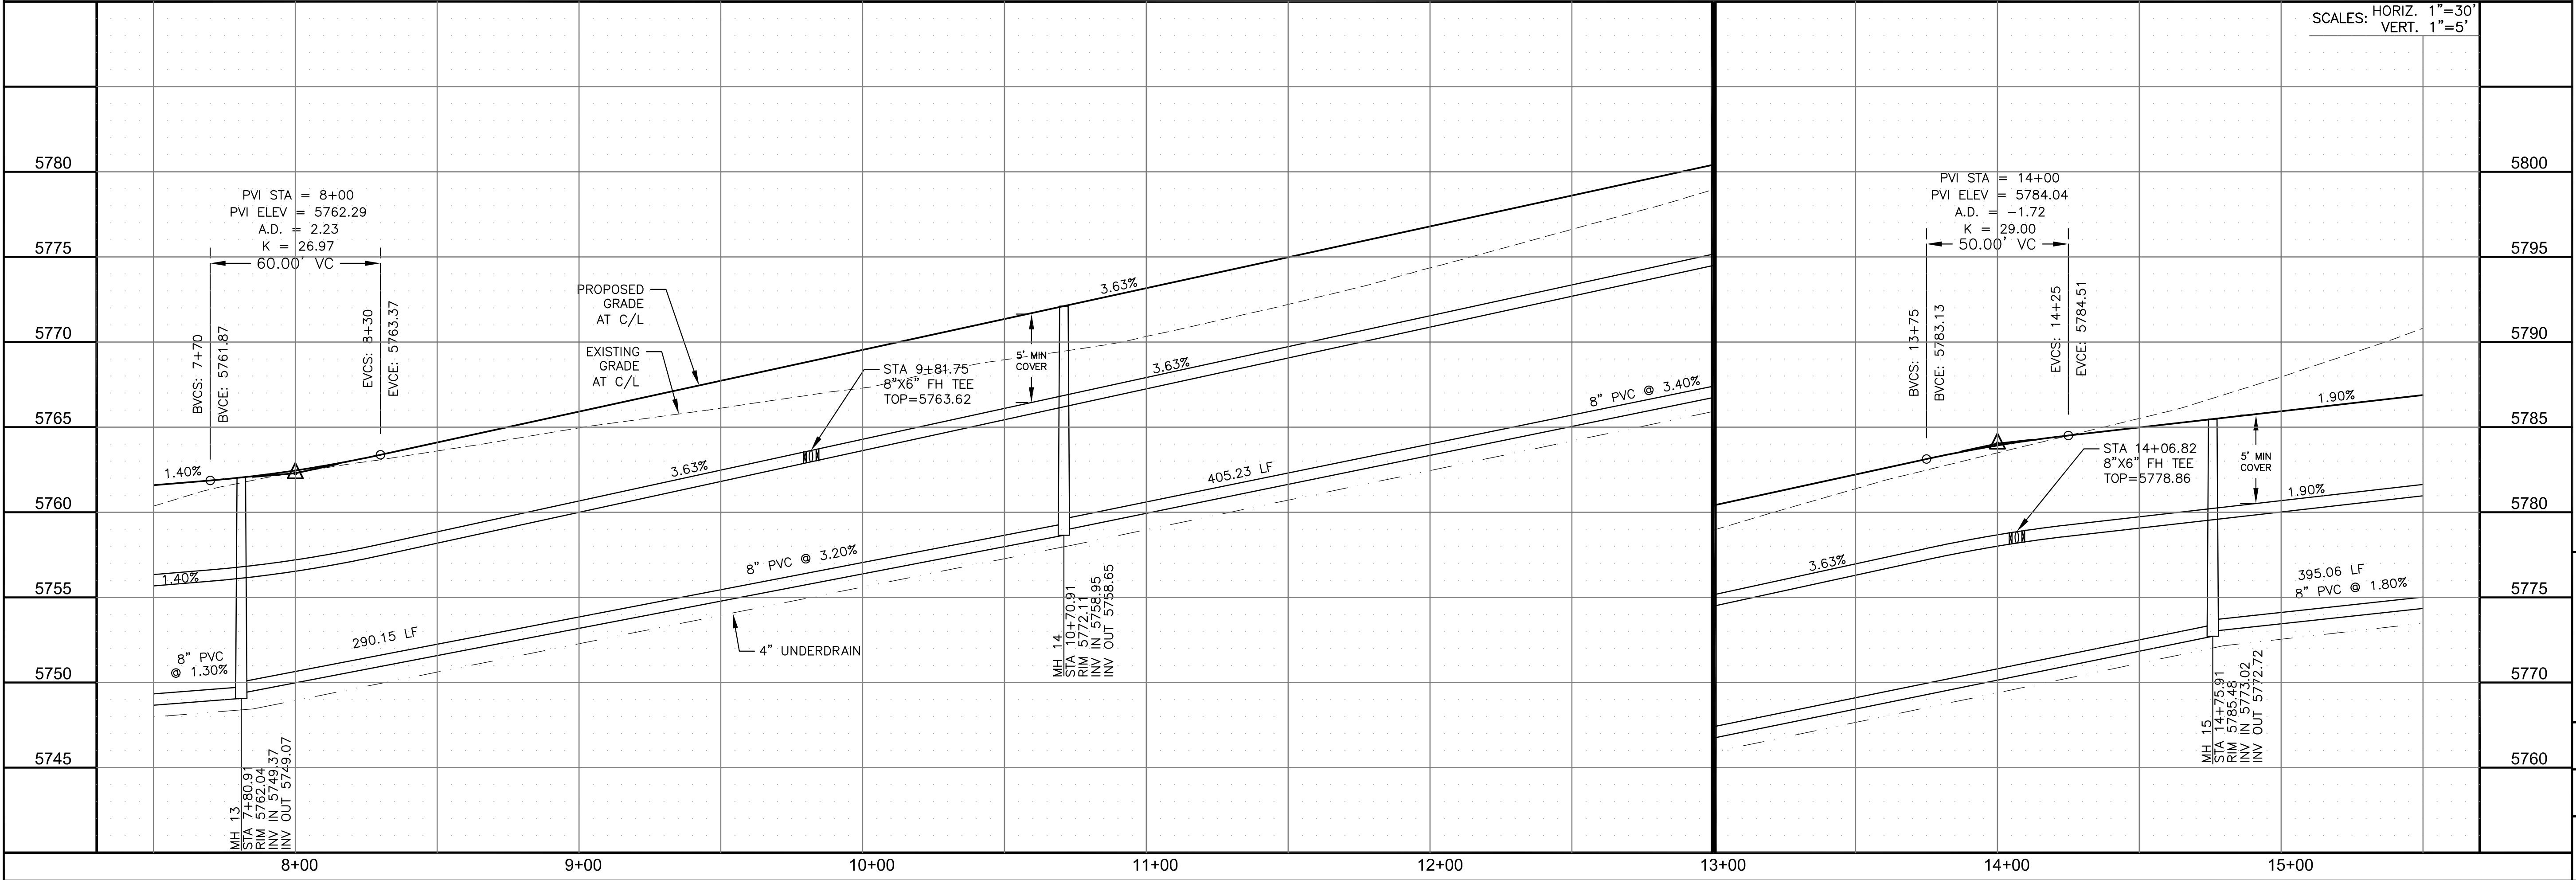 SCALES: HORIZ. 1"=30'
VERT. 1"=5'
5780
5775
5770
5765
5760
5755
5750
5745
PVI STA = 8+00
PVI ELEV = 5762.29
A.D. = 2.23
K = 26.97
60.00' VC
BVCS: 7+70
BVCE: 5761.87
EVCS: 8+30
EVCE: 5763.37
1.40%
1.40%
8" PVC
@ 1.30%
MH 13
STA 7+80.91
RIM 5762.04
INV IN 5749.37
INV OUT 5749.07
290.15 LF
PROPOSED
GRADE
AT C/L
EXISTING
GRADE
AT C/L
3.63%
STA 9+81.75
8"X6" FH TEE
TOP=5763.62
8" PVC @ 3.20%
4" UNDERDRAIN
5' MIN
COVER
3.63%
3.63%
MH 14
STA 10+70.91
RIM 5772.11
INV IN 5758.95
INV OUT 5758.65
405.23 LF
8" PVC @ 3.40%
PVI STA = 14+00
PVI ELEV = 5784.04
A.D. = -1.72
K = 29.00
50.00' VC
BVCS: 13+75
BVCE: 5783.13
EVCS: 14+25
EVCE: 5784.51
3.63%
STA 14+06.82
8"X6" FH TEE
TOP=5778.86
5' MIN
COVER
1.90%
1.90%
MH 15
STA 14+75.91
RIM 5785.48
INV IN 5773.02
INV OUT 5772.72
395.06 LF
8" PVC @ 1.80%
5800
5795
5790
5785
5780
5775
5770
5760
8+00
9+00
10+00
11+00
12+00
13+00
14+00
15+00